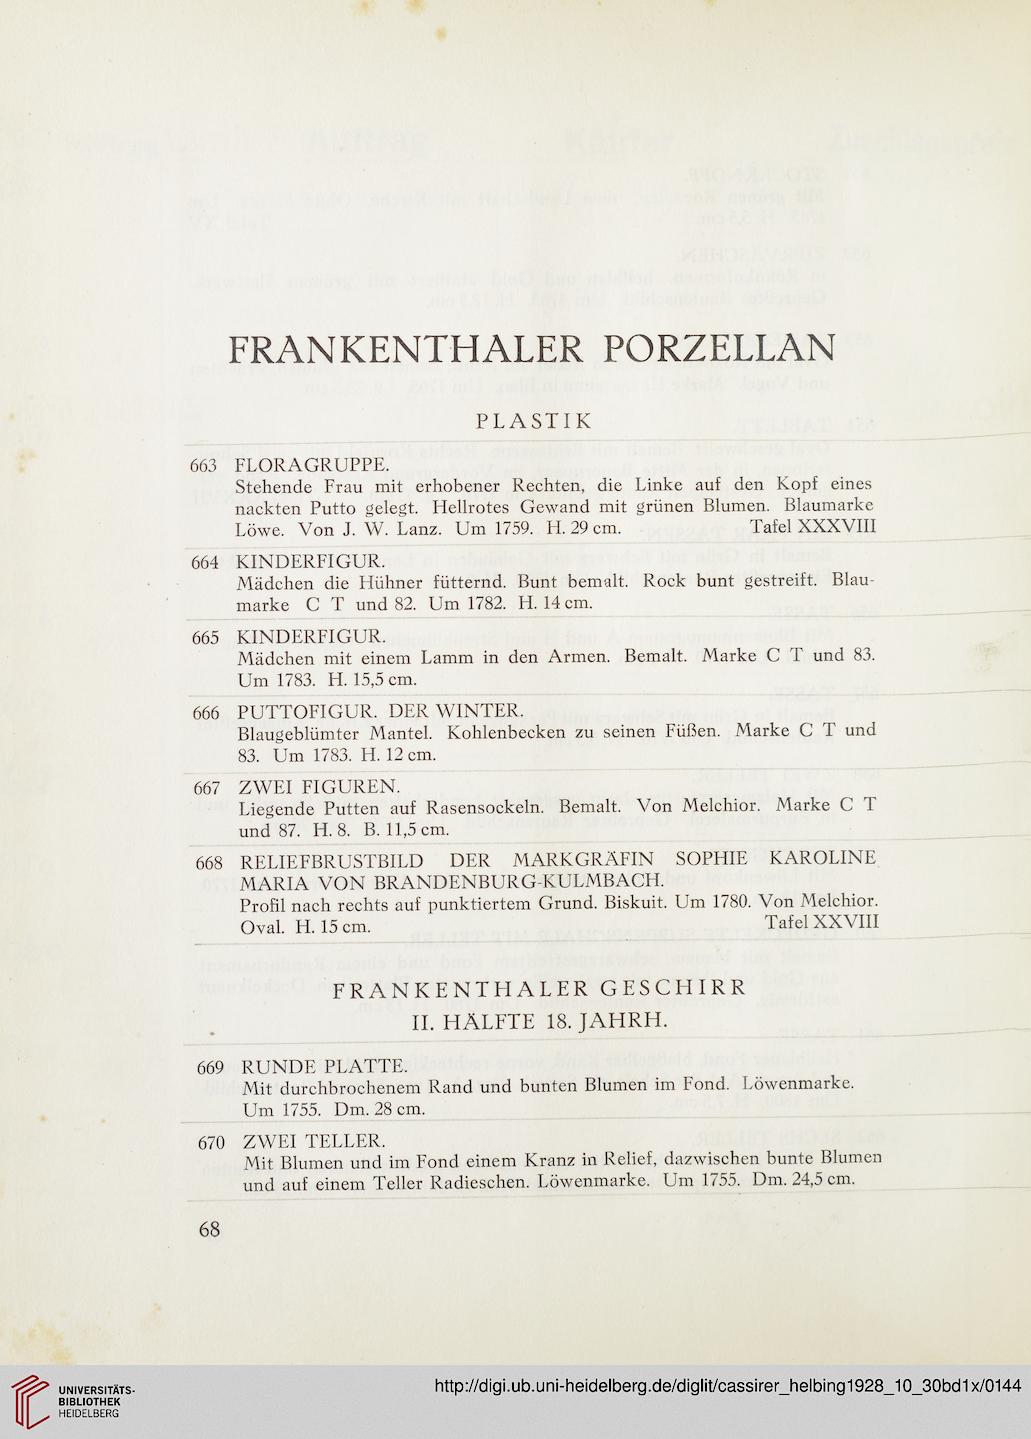 FRANKENTHALER PORZELLAN
PLASTIK
663 FLORAGRUPPE.
Stehende Frau mit erhobener Rechten, die Linke auf den Kopf eines
nackten Putto gelegt. Hellrotes Gewand mit grünen Blumen. Blaumarke
Löwe. Von J. W. Lanz. Um 1759. H. 29 cm. Tafel XXXVIII
664 KINDERFIGUR.
Mädchen die Hühner fütternd. Bunt bemalt. Rock bunt gestreift. Blau-
marke C T und 82. Um 1782. H. 14 cm.
665 KINDERFIGUR.
Mädchen mit einem Lamm in den Armen. Bemalt. Marke C T und 83.
Um 1783. H. 15,5 cm.
666 PUTTOFIGUR. DER WINTER.
Blaugeblümter Mantel. Kohlenbecken zu seinen Füßen. Marke C T und
83. Um 1783. H. 12 cm.
667 ZWEI FIGUREN.
Liegende Putten auf Rasensockeln. Bemalt. Von Melchior. Marke C T
und 87. H. 8. B. 11,5 cm.
668 RELIEFBRUSTBILD DER MARKGRÄFIN SOPHIE KAROLINE
MARIA VON BRANDENBURG-KULMBACH.
Profil nach rechts auf punktiertem Grund. Biskuit. Um 1780. Von Melchior.
Oval. H. 15 cm. Tafel XXVIII
FRANKENTHALER GESCHIRR
II. HÄLFTE 18. JAHRH.
669 RUNDE PLATTE.
Mit durchbrochenem Rand und bunten Blumen im Fond. Löwenmarke.
Um 1755. Dm. 28 cm.
670 ZWEI TELLER.
Mit Blumen und im Fond einem Kranz in Relief, dazwischen bunte Blumen
und auf einem Teller Radieschen. Löwenmarke. Um 1755. Dm. 24,5 cm.
68
UNIVERSITÄTS-
BIBLIOTHEK
HEIDELBERG
http://digi.ub.uni-heidelberg.de/diglit/cassirer_helbing1928_10_30bd1x/0144